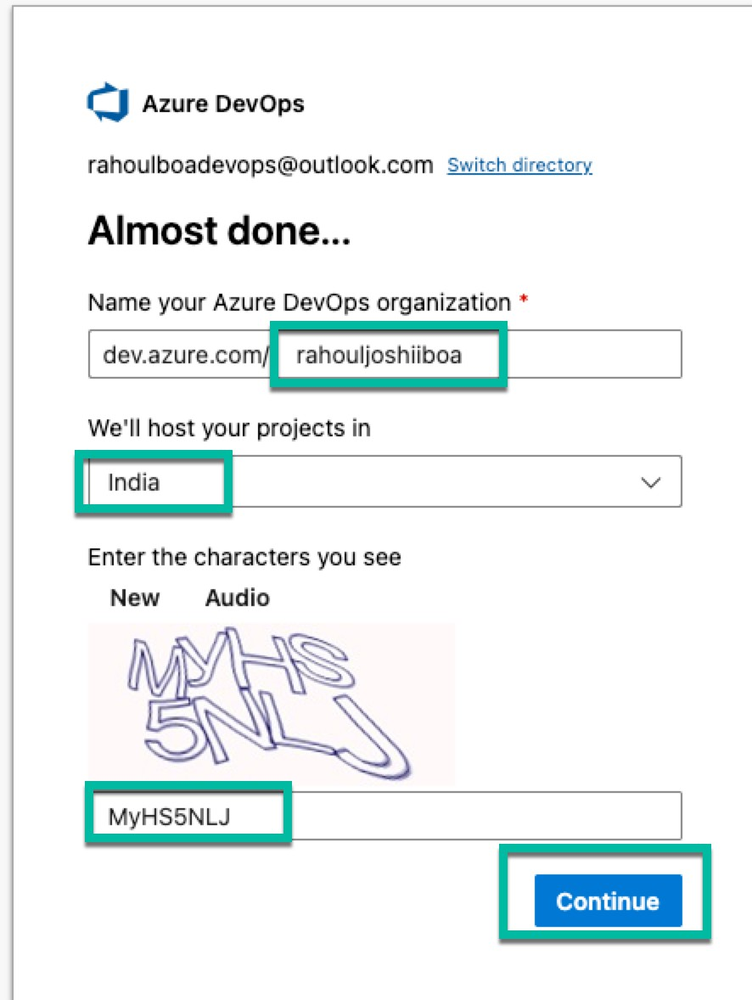 Azure DevOps
rahoulboadevops@outlook.com Switch directory
Almost done...
Name your Azure DevOps organization *
dev.azure.com/ rahouljoshiiboa
We'll host your projects in
India
Enter the characters you see
New Audio
MYHS
5NLJ
MyHS5NLJ
Continue